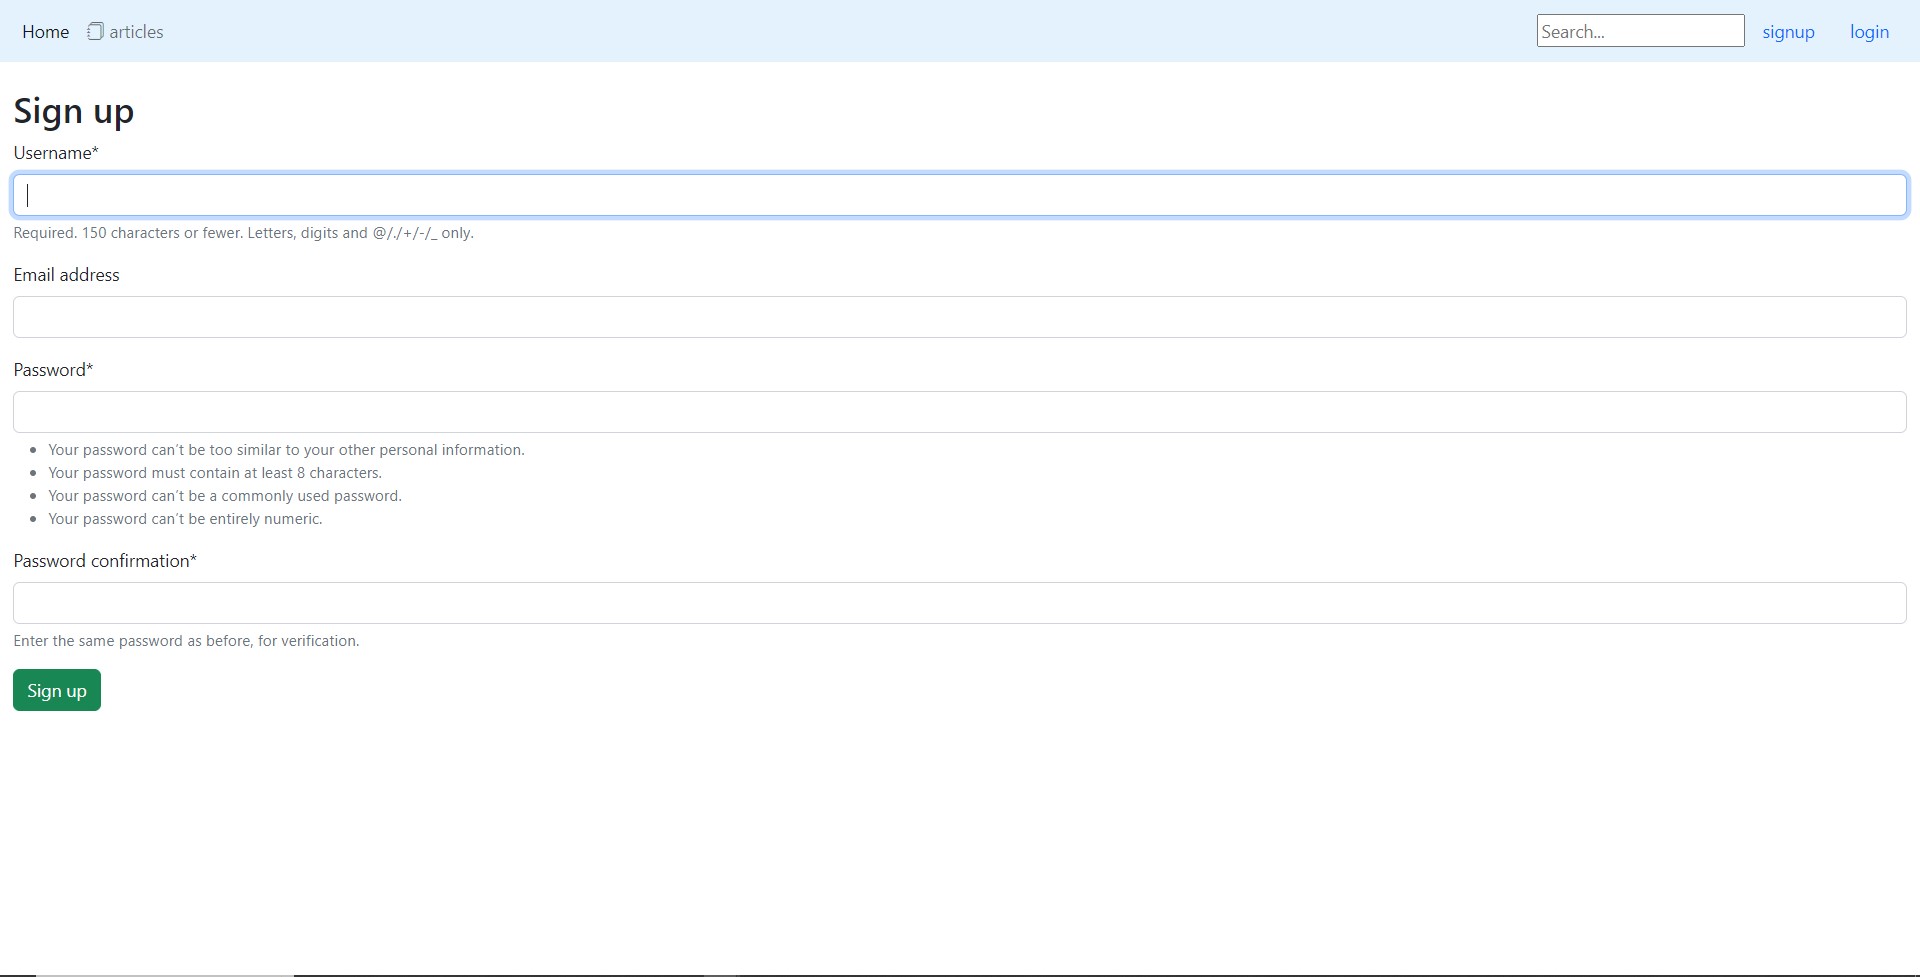 Home articles Search... signup login
Sign up
Username*
Required. 150 characters or fewer. Letters, digits and @/./+/-/_ only.
Email address
Password*
Your password can’t be too similar to your other personal information.
Your password must contain at least 8 characters.
Your password can’t be a commonly used password.
Your password can’t be entirely numeric.
Password confirmation*
Enter the same password as before, for verification.
Sign up